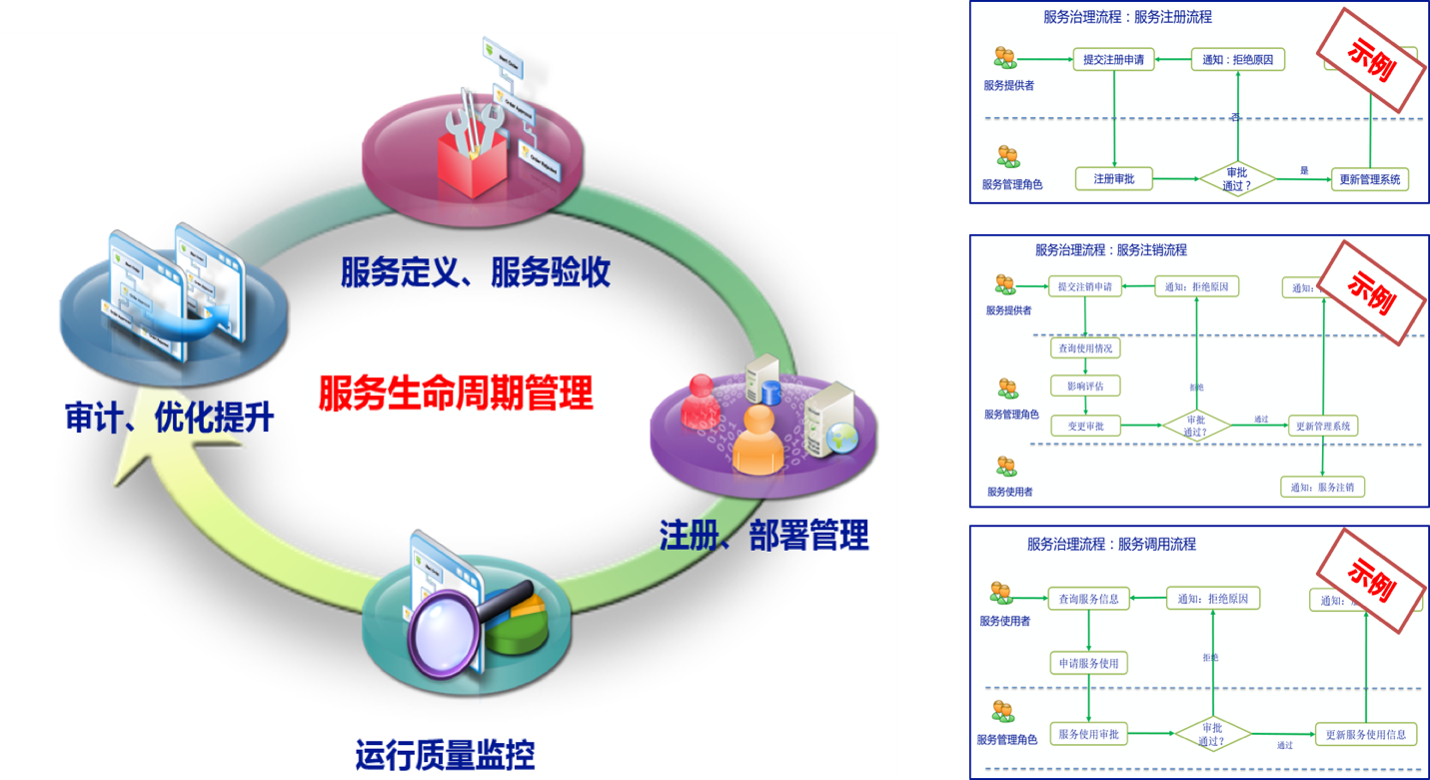 服务定义、服务验收
服务生命周期管理
审计、优化提升
注册、部署管理
运行质量监控
服务治理流程：服务注册流程
示例
提交注册申请
通知：拒绝原因
服务提供者
否
服务管理角色
注册审批
审批
通过？
是
更新管理系统
服务治理流程：服务注销流程
示例
提交注销申请
通知：拒绝原因
通知：
服务提供者
查询使用情况
影响评估
拒绝
服务管理角色
变更审批
审批
通过？
通过
更新管理系统
服务使用者
通知：服务注销
服务治理流程：服务调用流程
示例
查询服务信息
通知：拒绝原因
通知：
服务使用者
申请服务使用
拒绝
服务管理角色
服务使用审批
审批
通过？
通过
更新服务使用信息